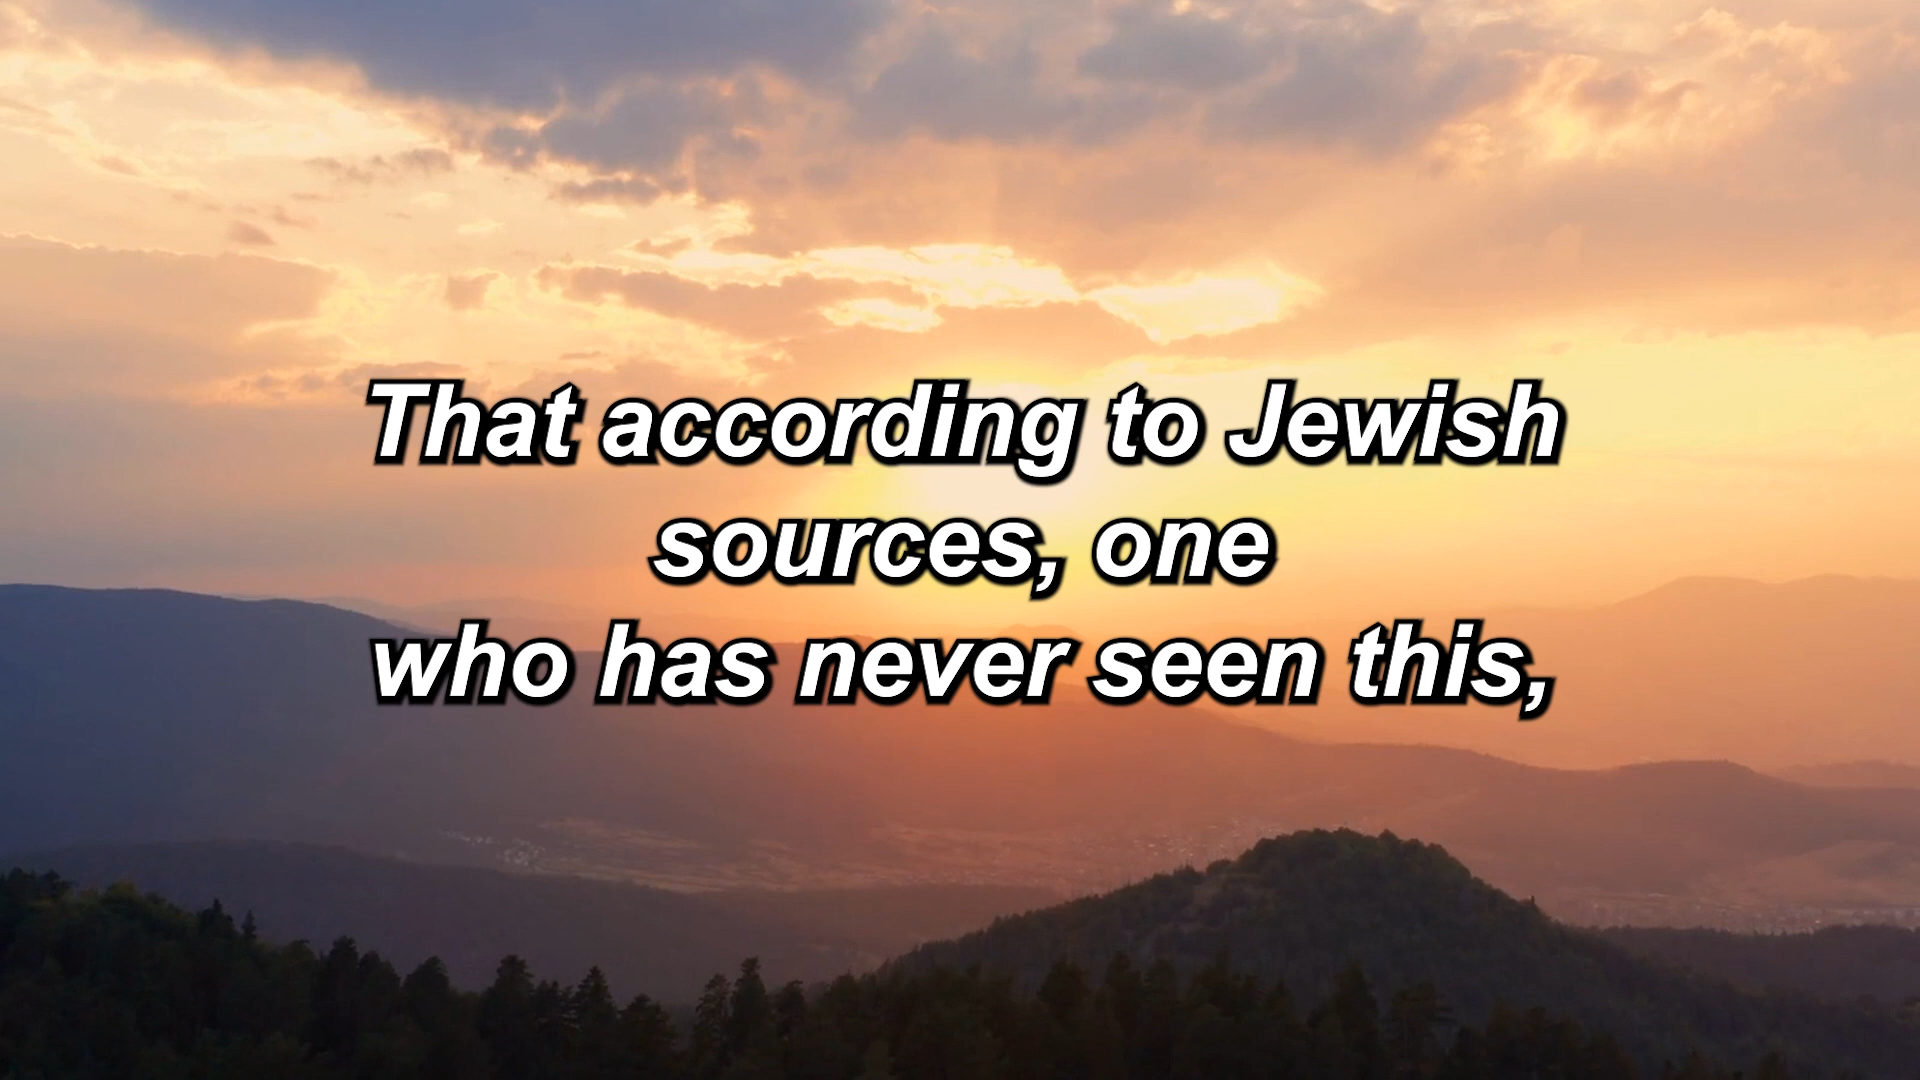 That according to Jewish
sources, one
who has never seen this,